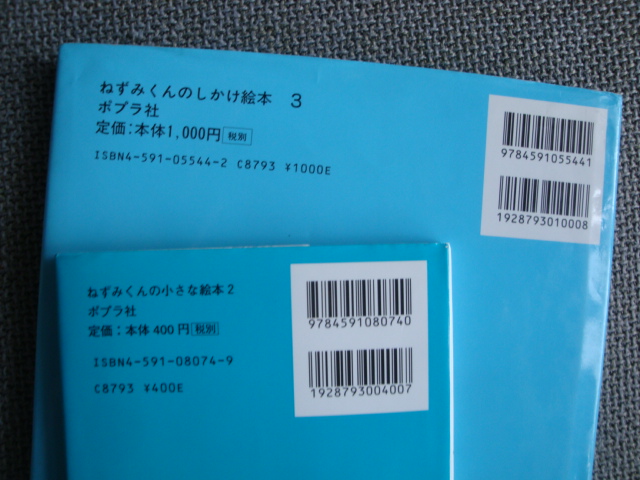 ねずみくんのしかけ絵本 3
ポプラ社
定価:本体1,000円 税別
ISBN4-591-05544-2 C8793 ¥1000E
9784591055441
1928793010008
ねずみくんの小さな絵本2
ポプラ社
定価:本体400円 税別
ISBN4-591-08074-9
C8793 ¥400E
9784591080740
1928793004007